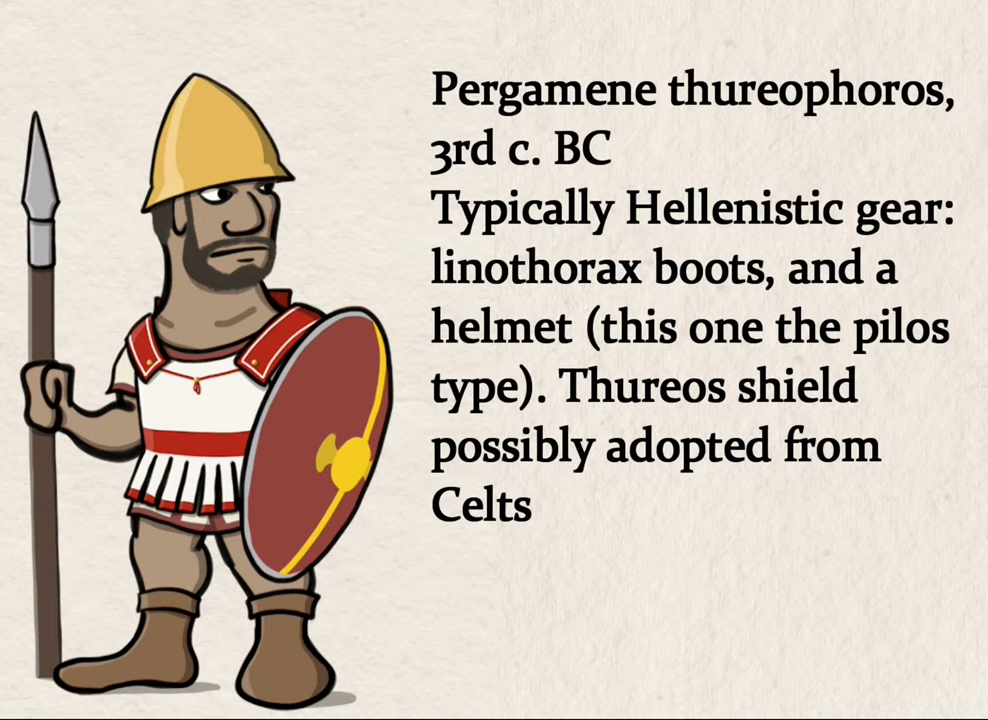 Pergamene thureophoros,
3rd c. BC
Typically Hellenistic gear:
linothorax boots, and a
helmet (this one the pilos
type). Thureos shield
possibly adopted from
Celts